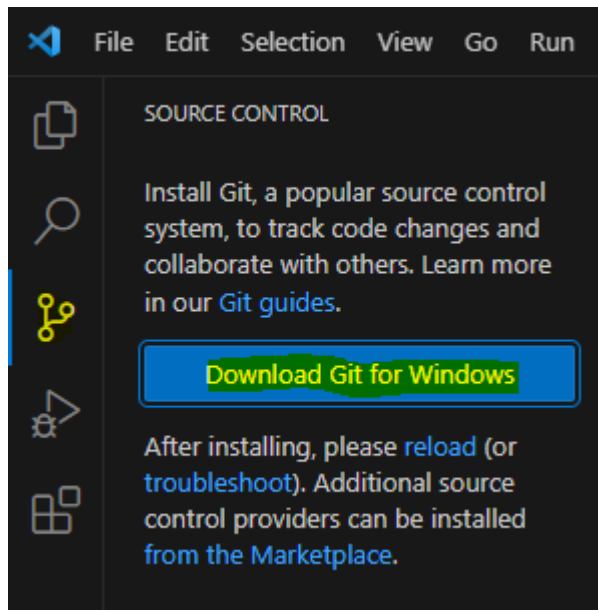 File Edit Selection View Go Run
SOURCE CONTROL
Install Git, a popular source control
system, to track code changes and
collaborate with others. Learn more
in our Git guides.
Download Git for Windows
After installing, please reload (or
troubleshoot). Additional source
control providers can be installed
from the Marketplace.